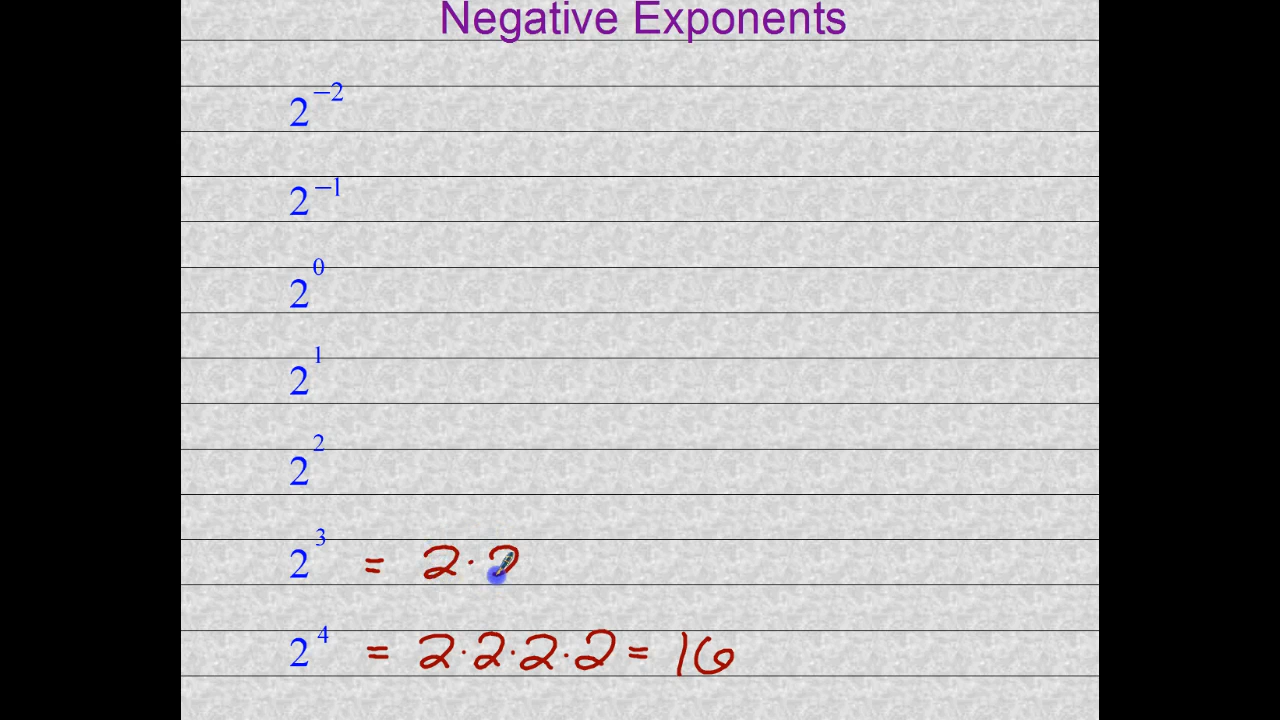 Negative Exponents
2⁻²
2⁻¹
2⁰
2¹
2²
2³ = 2·2
2⁴ = 2·2·2·2 = 16